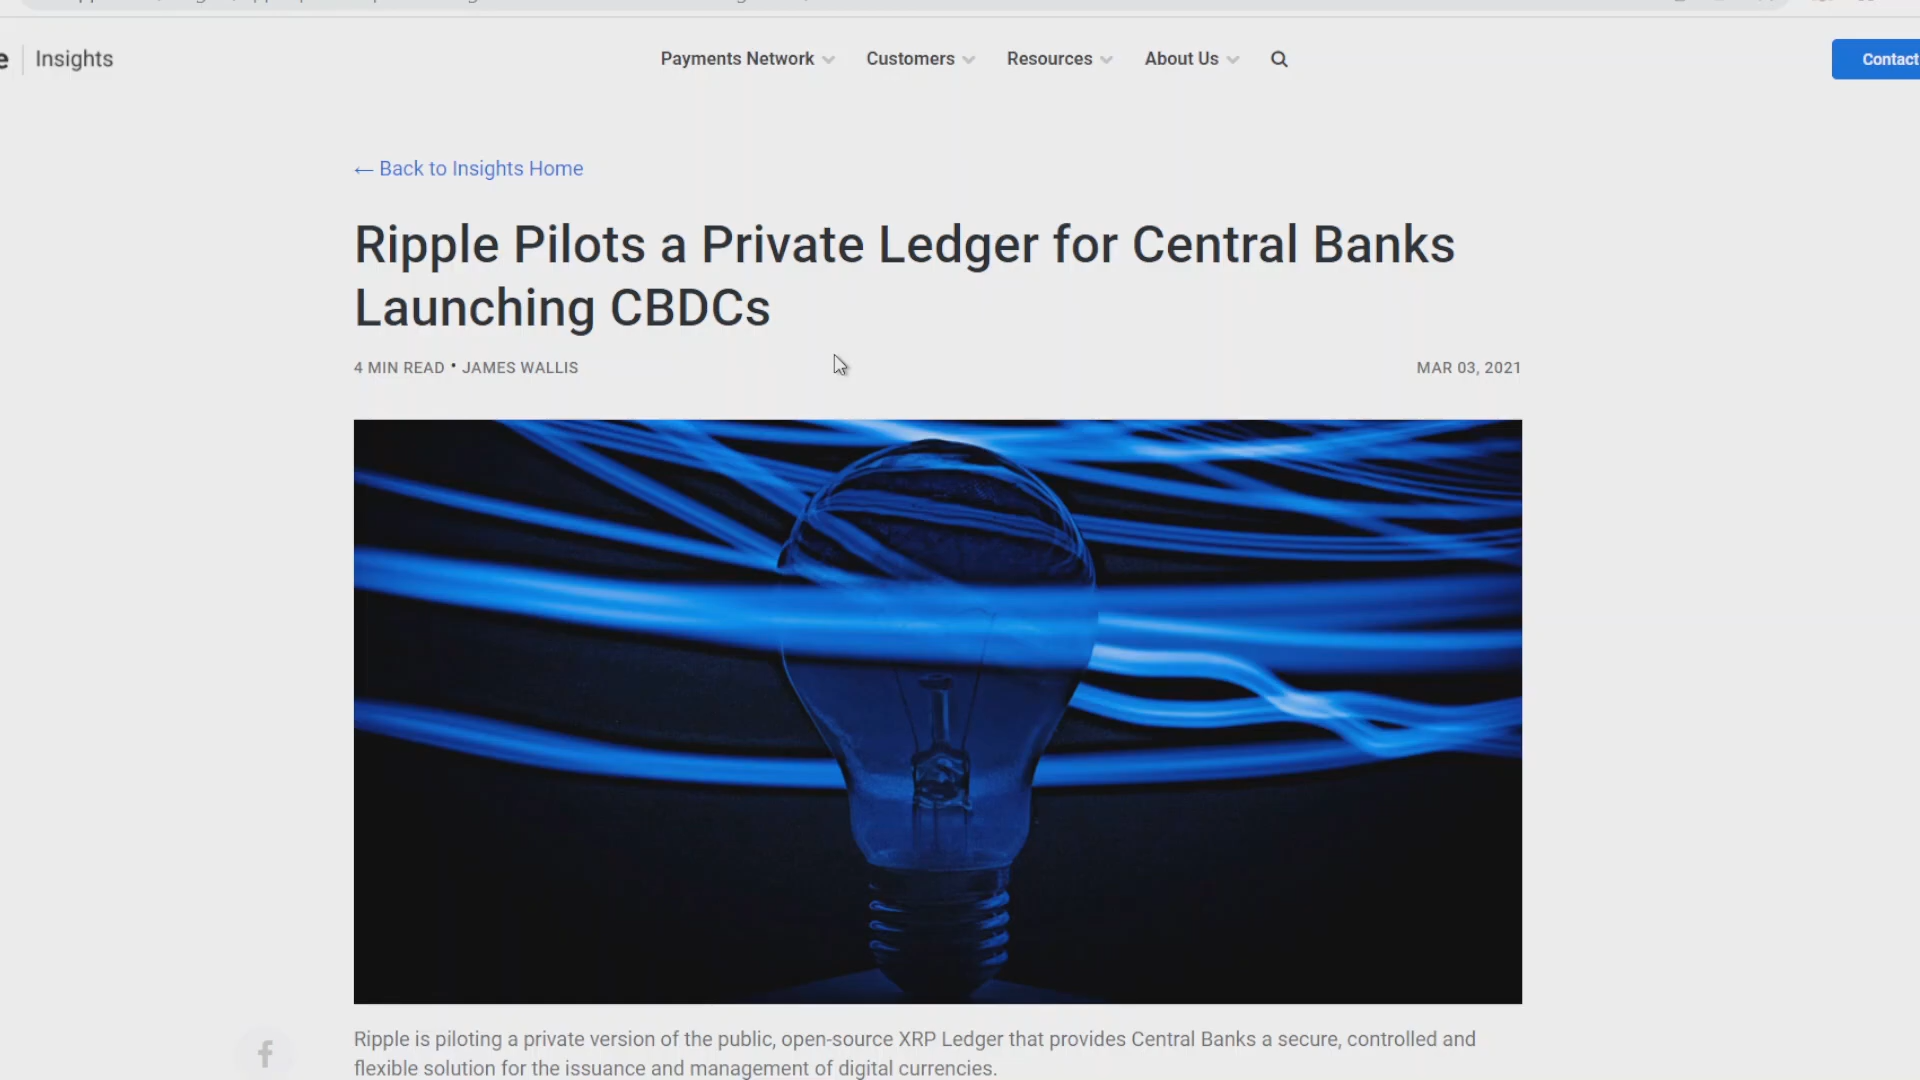 Insights
Payments Network
Customers
Resources
About Us
Contact
← Back to Insights Home
Ripple Pilots a Private Ledger for Central Banks
Launching CBDCs
4 MIN READ • JAMES WALLIS
MAR 03, 2021
Ripple is piloting a private version of the public, open-source XRP Ledger that provides Central Banks a secure, controlled and
flexible solution for the issuance and management of digital currencies.